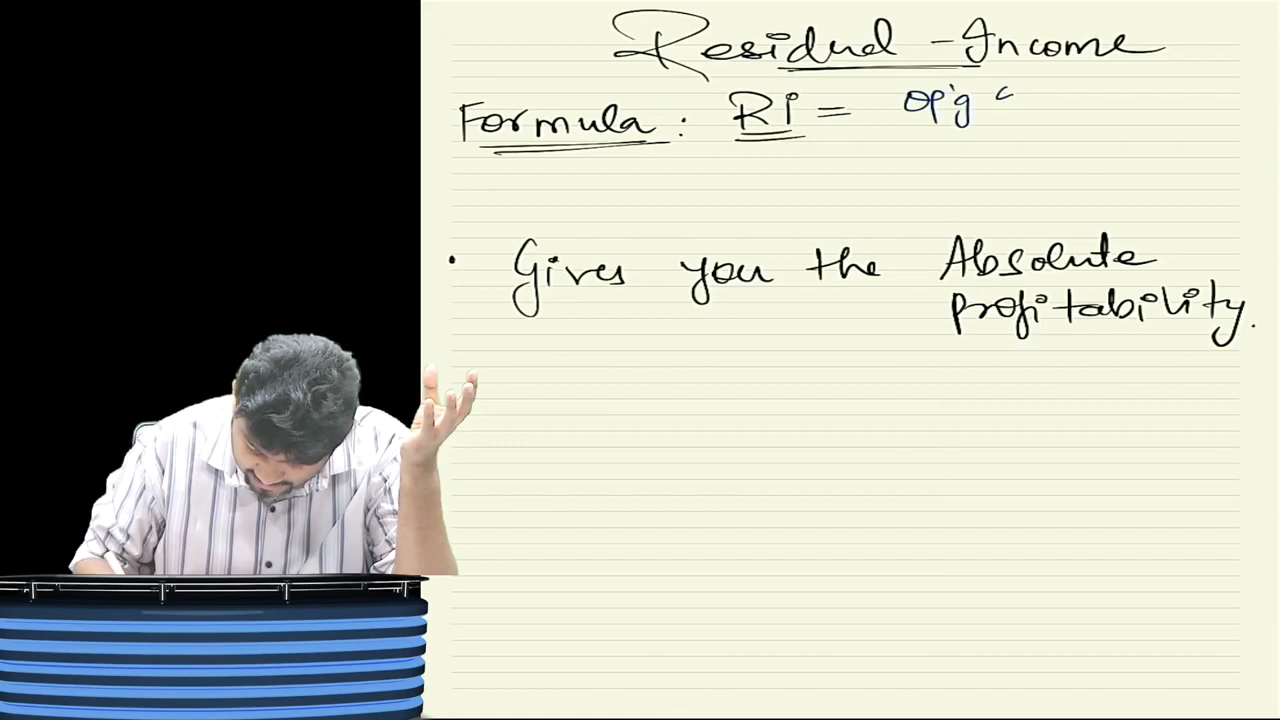 Residual - Income
Formula : RI = Op'g
• Gives you the Absolute
profitability.